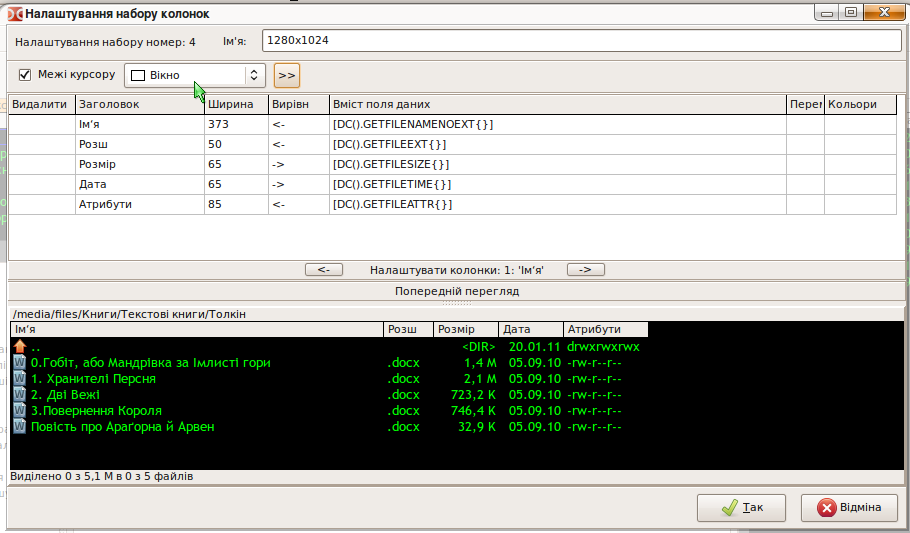 Налаштування набору колонок
Налаштування набору номер: 4 Ім'я: 1280x1024
Межі курсору Вікно >>
Видалити Заголовок Ширина Вирівн Вміст поля даних Перег Кольори
Ім'я 373 <- [DC().GETFILENAMENOEXT{}]
Розш 50 <- [DC().GETFILEEXT{}]
Розмір 65 -> [DC().GETFILESIZE{}]
Дата 65 -> [DC().GETFILETIME{}]
Атрибути 85 <- [DC().GETFILEATTR{}]
<- Налаштувати колонки: 1: 'Ім'я' ->
Попередній перегляд
/media/files/Книги/Текстові книги/Толкін
Ім'я Розш Розмір Дата Атрибути
.. <DIR> 20.01.11 drwxrwxrwx
0.Гобіт, або Мандрівка за Імлисті гори .docx 1,4 M 05.09.10 -rw-r--r--
1. Хранителі Персня .docx 2,1 M 05.09.10 -rw-r--r--
2. Дві Вежі .docx 723,2 K 05.09.10 -rw-r--r--
3.Повернення Короля .docx 746,4 K 05.09.10 -rw-r--r--
Повість про Араґорна й Арвен .docx 32,9 K 05.09.10 -rw-r--r--
Виділено 0 з 5,1 M в 0 з 5 файлів
Так Відміна